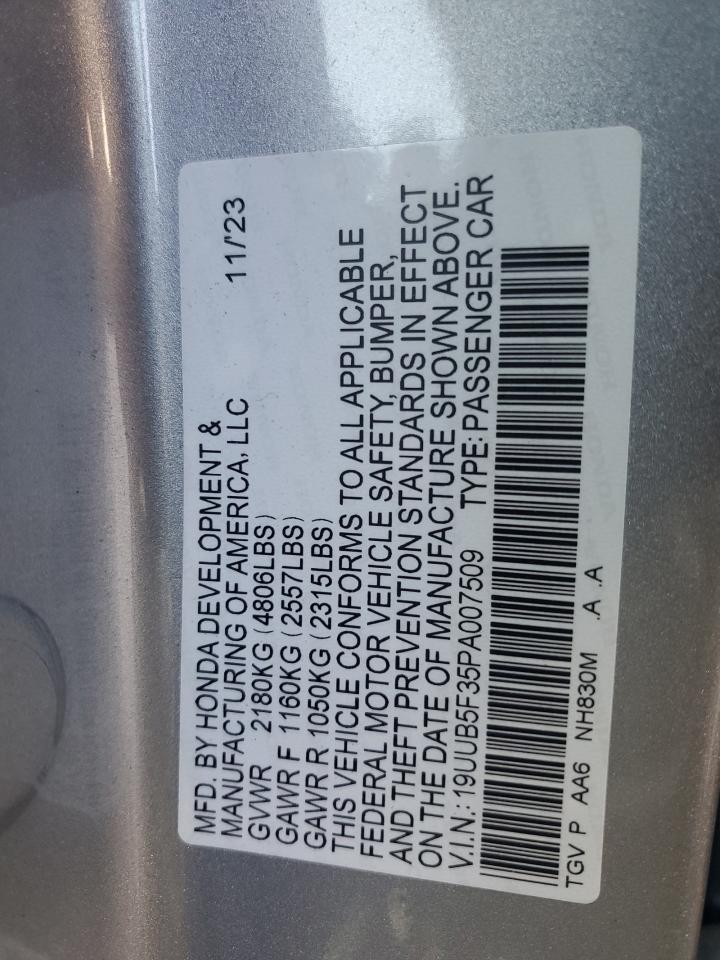 MFD. BY HONDA DEVELOPMENT &
MANUFACTURING OF AMERICA, LLC 11/'23
GVWR 2180KG (4806LBS)
GAWR F 1160KG (2557LBS)
GAWR R 1050KG (2315LBS)
THIS VEHICLE CONFORMS TO ALL APPLICABLE
FEDERAL MOTOR VEHICLE SAFETY, BUMPER,
AND THEFT PREVENTION STANDARDS IN EFFECT
ON THE DATE OF MANUFACTURE SHOWN ABOVE.
V.I.N.: 19UUB5F35PA007509 TYPE: PASSENGER CAR
TGV P AA6 NH830M .A .A